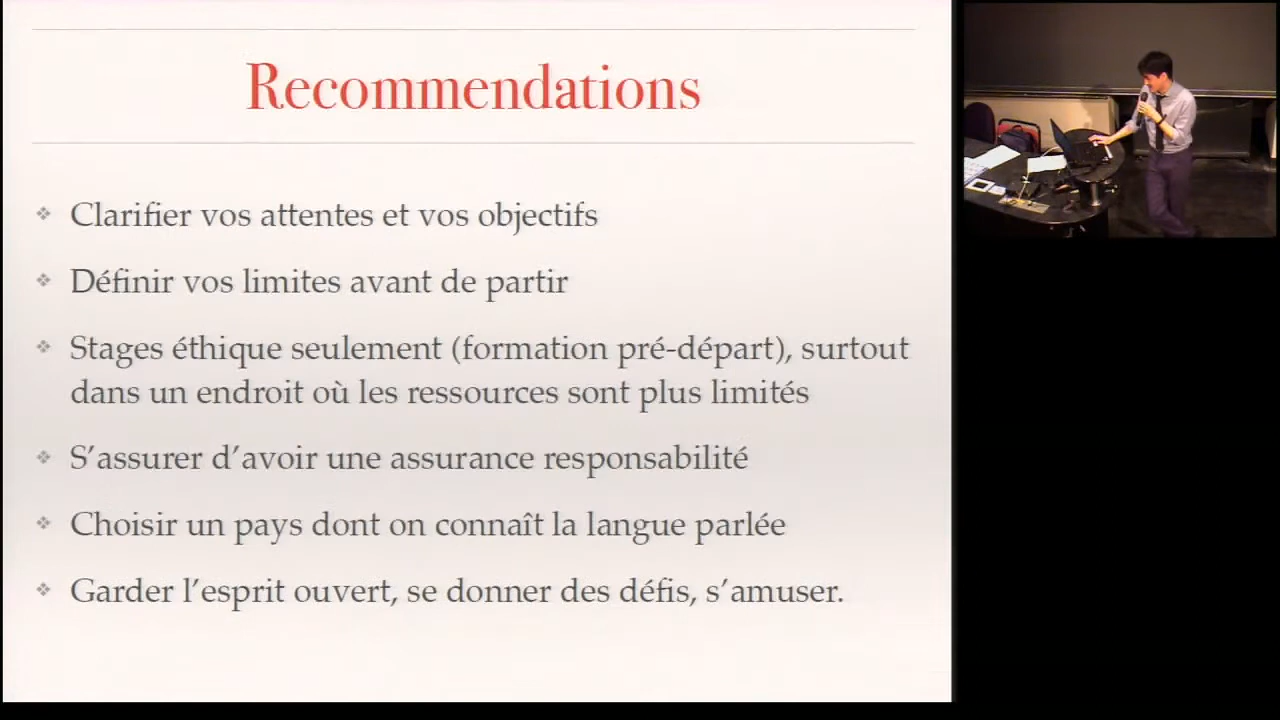 Recommendations
Clarifier vos attentes et vos objectifs
Définir vos limites avant de partir
Stages éthique seulement (formation pré-départ), surtout
dans un endroit où les ressources sont plus limités
S'assurer d'avoir une assurance responsabilité
Choisir un pays dont on connaît la langue parlée
Garder l'esprit ouvert, se donner des défis, s'amuser.